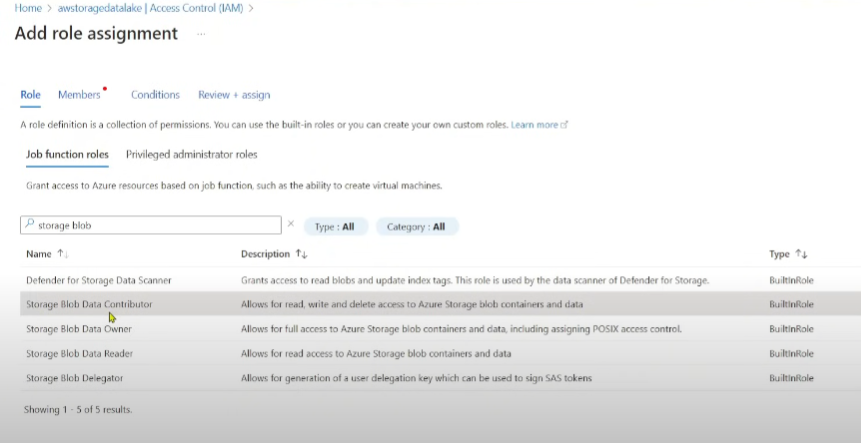 Home > awstoragedatalake | Access Control (IAM) >
Add role assignment ...
Role Members Conditions Review + assign
A role definition is a collection of permissions. You can use the built-in roles or you can create your own custom roles. Learn more
Job function roles Privileged administrator roles
Grant access to Azure resources based on job function, such as the ability to create virtual machines.
storage blob × Type : All Category : All
Name ↑↓ Description ↑↓ Type ↑↓
Defender for Storage Data Scanner Grants access to read blobs and update index tags. This role is used by the data scanner of Defender for Storage. BuiltInRole
Storage Blob Data Contributor Allows for read, write and delete access to Azure Storage blob containers and data BuiltInRole
Storage Blob Data Owner Allows for full access to Azure Storage blob containers and data, including assigning POSIX access control. BuiltInRole
Storage Blob Data Reader Allows for read access to Azure Storage blob containers and data BuiltInRole
Storage Blob Delegator Allows for generation of a user delegation key which can be used to sign SAS tokens BuiltInRole
Showing 1 - 5 of 5 results.